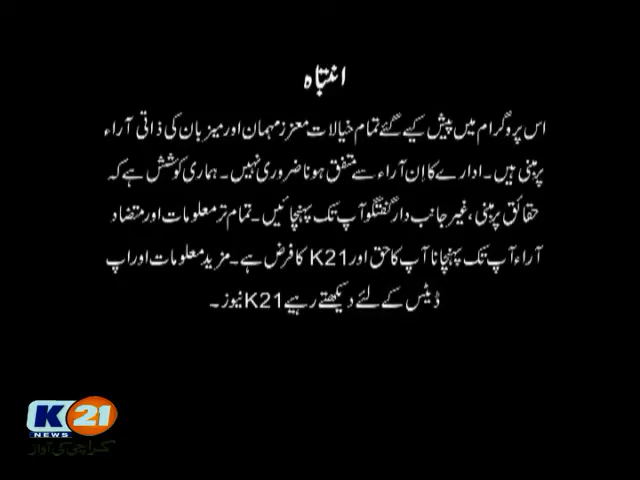 انتباہ
اس پروگرام میں پیش کیے گئے تمام خیالات معزز مہمان اور میزبان کی ذاتی آراء
پر مبنی ہیں۔ ادارے کا اِن آراء سے متفق ہونا ضروری نہیں۔ ہماری کوشش ہے کہ
حقائق پر مبنی، غیر جانب دار گفتگو آپ تک پہنچائیں۔ تمام تر معلومات اور متضاد
آراء آپ تک پہنچانا آپ کا حق اور K21 کا فرض ہے۔ مزید معلومات اور اپ
ڈیٹس کے لئے دیکھتے رہیے K21 نیوز۔
K21
NEWS
کراچی کی آواز